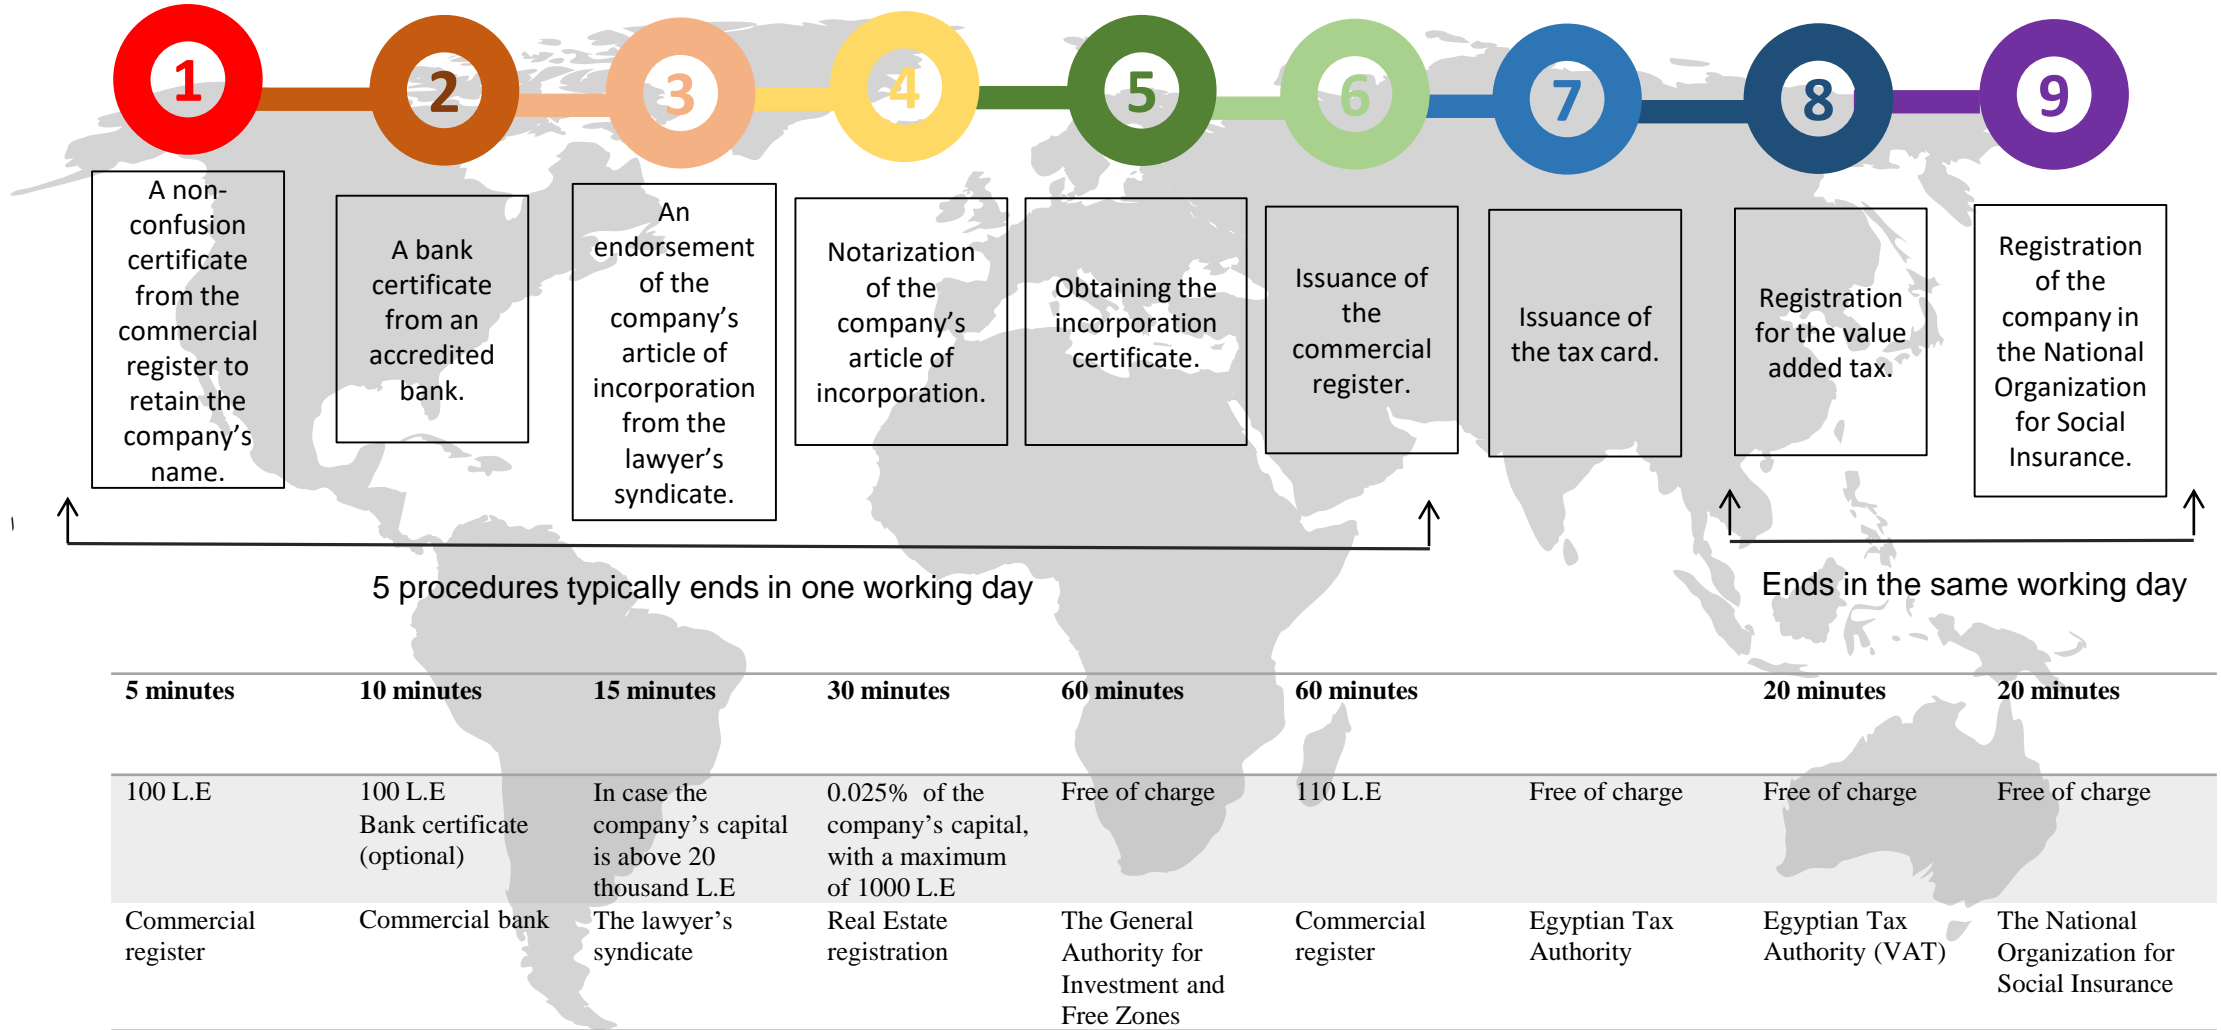 1
2
3
4
5
6
7
8
9
A non-
confusion
certificate
from the
commercial
register to
retain the
company's
name.
A bank
certificate
from an
accredited
bank.
An
endorsement
of the
company's
article of
incorporation
from the
lawyer's
syndicate.
Notarization
of the
company's
article of
incorporation.
Obtaining the
incorporation
certificate.
Issuance of
the
commercial
register.
Issuance of
the tax card.
Registration
for the value
added tax.
Registration
of the
company in
the National
Organization
for Social
Insurance.
5 procedures typically ends in one working day
Ends in the same working day
5 minutes
10 minutes
15 minutes
30 minutes
60 minutes
60 minutes
20 minutes
20 minutes
100 L.E
100 L.E
Bank certificate
(optional)
In case the
company's capital
is above 20
thousand L.E
0.025% of the
company's capital,
with a maximum
of 1000 L.E
Free of charge
110 L.E
Free of charge
Free of charge
Free of charge
Commercial
register
Commercial bank
The lawyer's
syndicate
Real Estate
registration
The General
Authority for
Investment and
Free Zones
Commercial
register
Egyptian Tax
Authority
Egyptian Tax
Authority (VAT)
The National
Organization for
Social Insurance